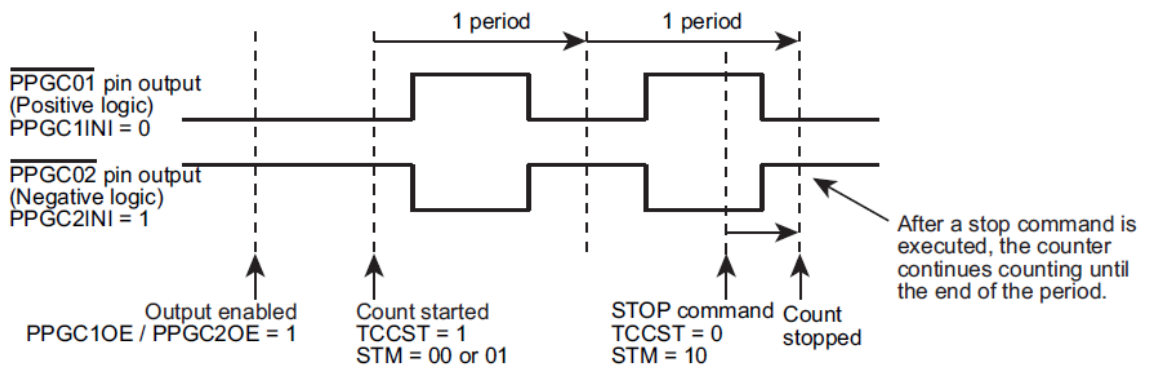 1 period
1 period
PPGC01 pin output
(Positive logic)
PPGC1INI = 0
PPGC02 pin output
(Negative logic)
PPGC2INI = 1
After a stop command is
executed, the counter
continues counting until
the end of the period.
Output enabled
PPGC1OE / PPGC2OE = 1
Count started
TCCST = 1
STM = 00 or 01
STOP command
TCCST = 0
STM = 10
Count
stopped